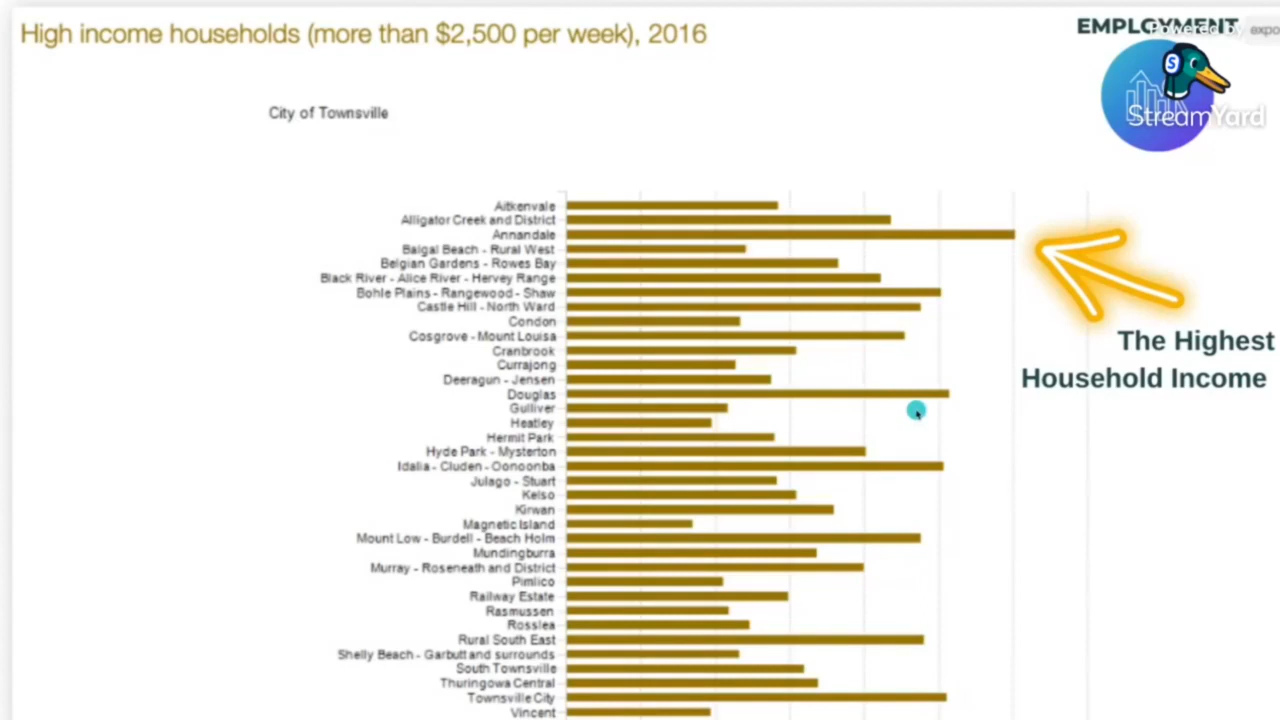 High income households (more than $2,500 per week), 2016
EMPLOYMENT
Powered by expo
S
StreamYard
City of Townsville
Aitkenvale
Alligator Creek and District
Annandale
Balgal Beach - Rural West
Belgian Gardens - Rowes Bay
Black River - Alice River - Hervey Range
Bohle Plains - Rangewood - Shaw
Castle Hill - North Ward
Condon
Cosgrove - Mount Louisa
Cranbrook
Currajong
Deeragun - Jensen
Douglas
Gulliver
Heatley
Hermit Park
Hyde Park - Mysterton
Idalia - Cluden - Oonoonba
Julago - Stuart
Kelso
Kirwan
Magnetic Island
Mount Low - Burdell - Beach Holm
Mundingburra
Murray - Roseneath and District
Pimlico
Railway Estate
Rasmussen
Rosslea
Rural South East
Shelly Beach - Garbutt and surrounds
South Townsville
Thuringowa Central
Townsville City
Vincent
The Highest
Household Income